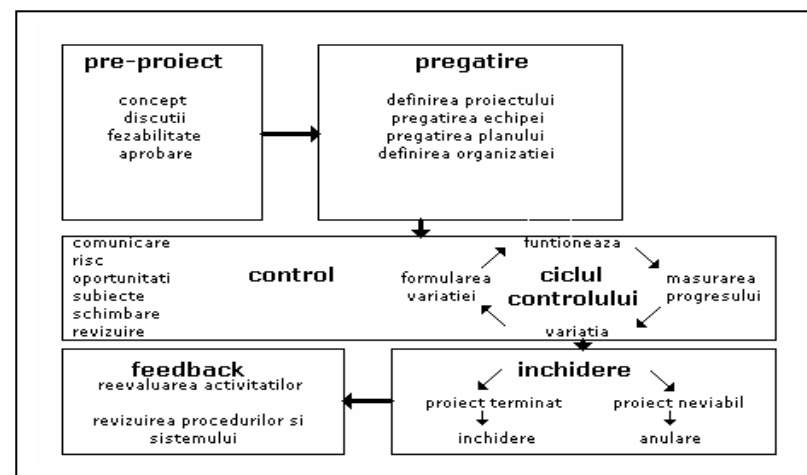 pre-proiect
concept
discutii
fezabilitate
aprobare
pregatire
definirea proiectului
pregatirea echipei
pregatirea planului
definirea organizatiei
comunicare
risc
oportunitati
subiecte
schimbare
revizuire
control
funtioneaza
formularea
variatiei
ciclul
controlului
masurarea
progresului
variatia
feedback
reevaluarea activitatilor
revizuirea procedurilor si
sistemului
inchidere
proiect terminat
proiect neviabil
inchidere
anulare